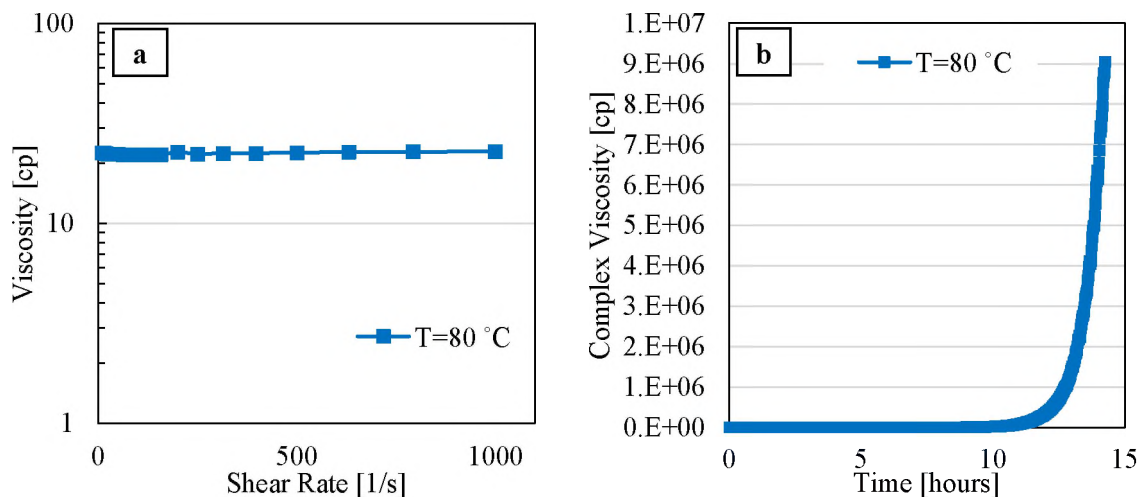 a
Viscosity [cp]
100
10
1
T=80 °C
0
500
1000
Shear Rate [1/s]
b
Complex Viscosity [cp]
1.E+07
9.E+06
8.E+06
7.E+06
6.E+06
5.E+06
4.E+06
3.E+06
2.E+06
1.E+06
0.E+00
T=80 °C
0
5
10
15
Time [hours]